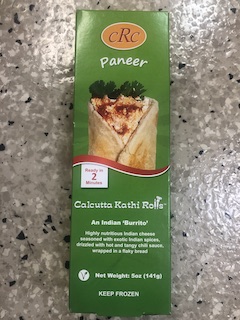 cRc
Paneer
Ready in
2
Minutes
Calcutta Kathi Rolls™
An Indian 'Burrito'
Highly nutritious Indian cheese
seasoned with exotic Indian spices,
drizzled with hot and tangy chili sauce,
wrapped in a flaky bread
V
Net Weight: 5oz (141g)
KEEP FROZEN